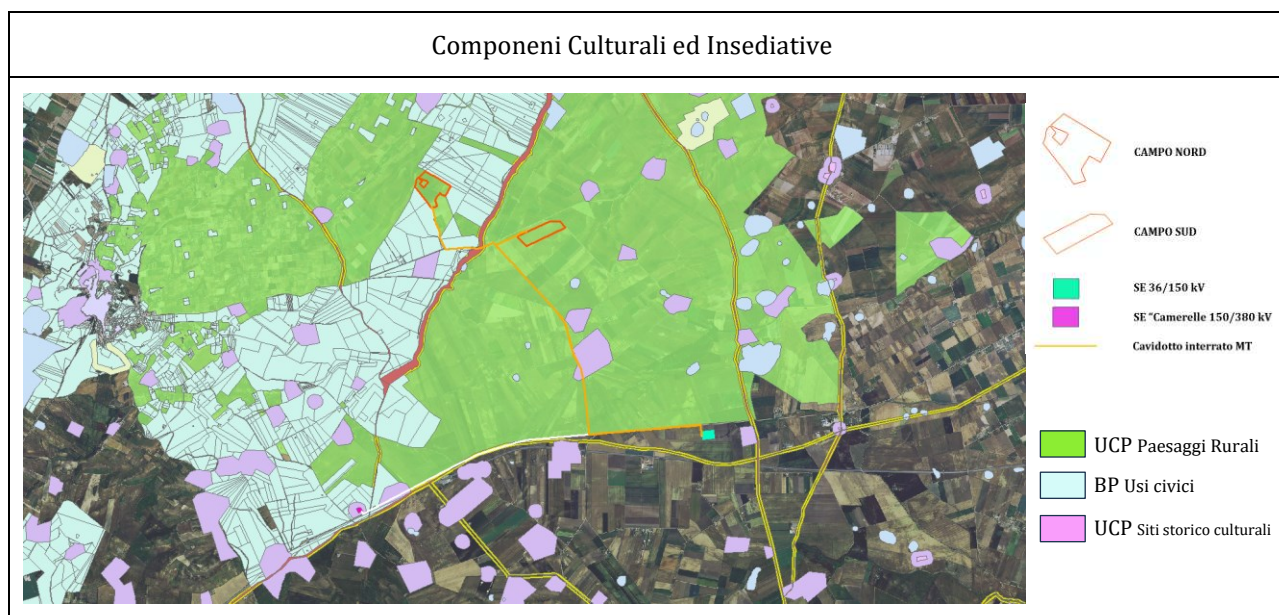 Componeni Culturali ed Insediative
CAMPO NORD
CAMPO SUD
SE 36/150 kV
SE "Camerelle 150/380 kV
Cavidotto interrato MT
UCP Paesaggi Rurali
BP Usi civici
UCP Siti storico culturali